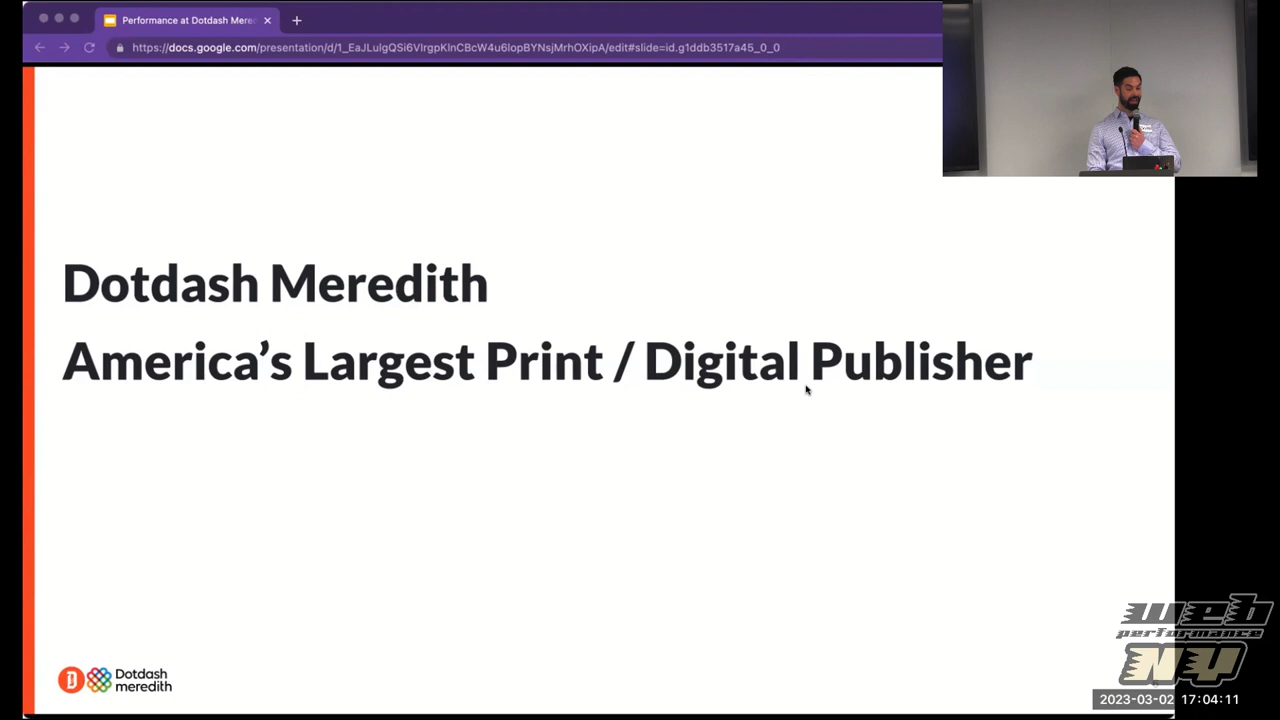 Performance at Dotdash Mere
https://docs.google.com/presentation/d/1_EaJLuIgQSi6VIrgpKlnCBcW4u6lopBYNsjMrhOXipA/edit#slide=id.g1ddb3517a45_0_0
Dotdash Meredith
America's Largest Print / Digital Publisher
Dotdash
meredith
web
performance
NY
2023-03-02 17:04:11